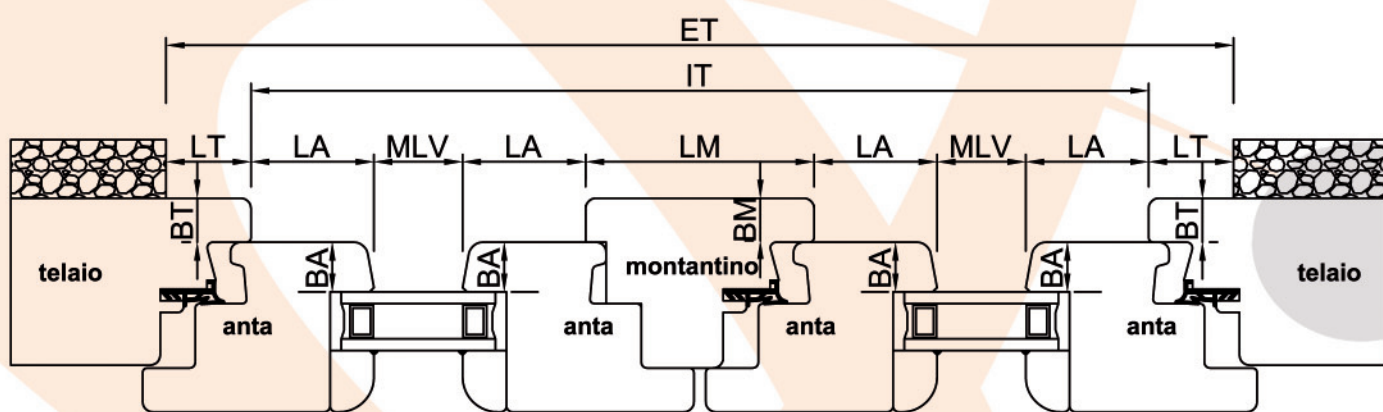 ET
IT
LT LA MLV LA LM LA MLV LA LT
BT BM BT
BA BA BA BA
telaio montantino telaio
anta anta anta anta